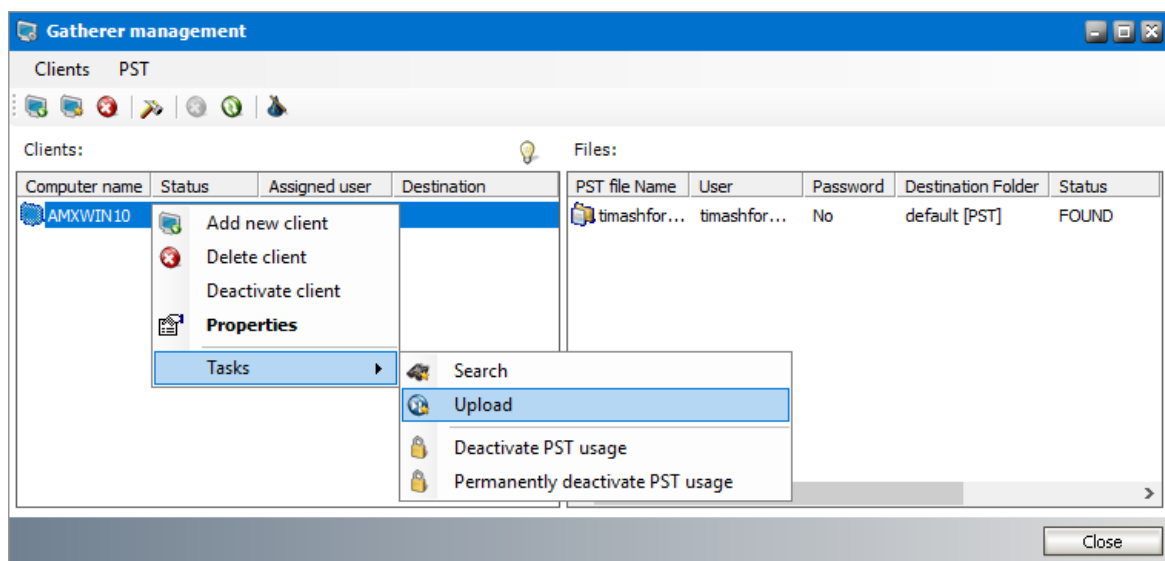 Gatherer management
Clients PST
Clients: Files:
Computer name Status Assigned user Destination PST file Name User Password Destination Folder Status
AMXWIN10 timashfor... timashfor... No default [PST] FOUND
Add new client
Delete client
Deactivate client
Properties
Tasks
Search
Upload
Deactivate PST usage
Permanently deactivate PST usage
Close